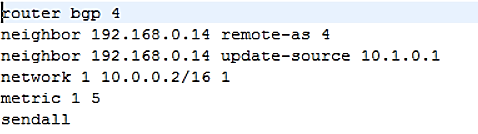 router bgp 4
neighbor 192.168.0.14 remote-as 4
neighbor 192.168.0.14 update-source 10.1.0.1
network 1 10.0.0.2/16 1
metric 1 5
sendall